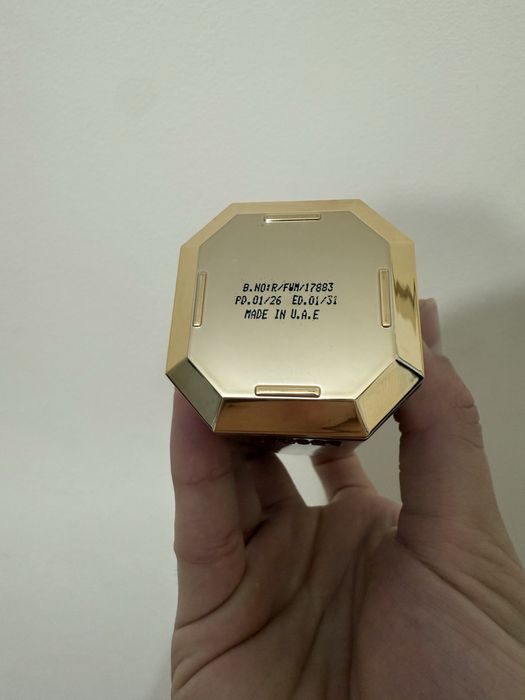 B.NO:R/FWM/17883
PD.01/26 ED.01/31
MADE IN U.A.E